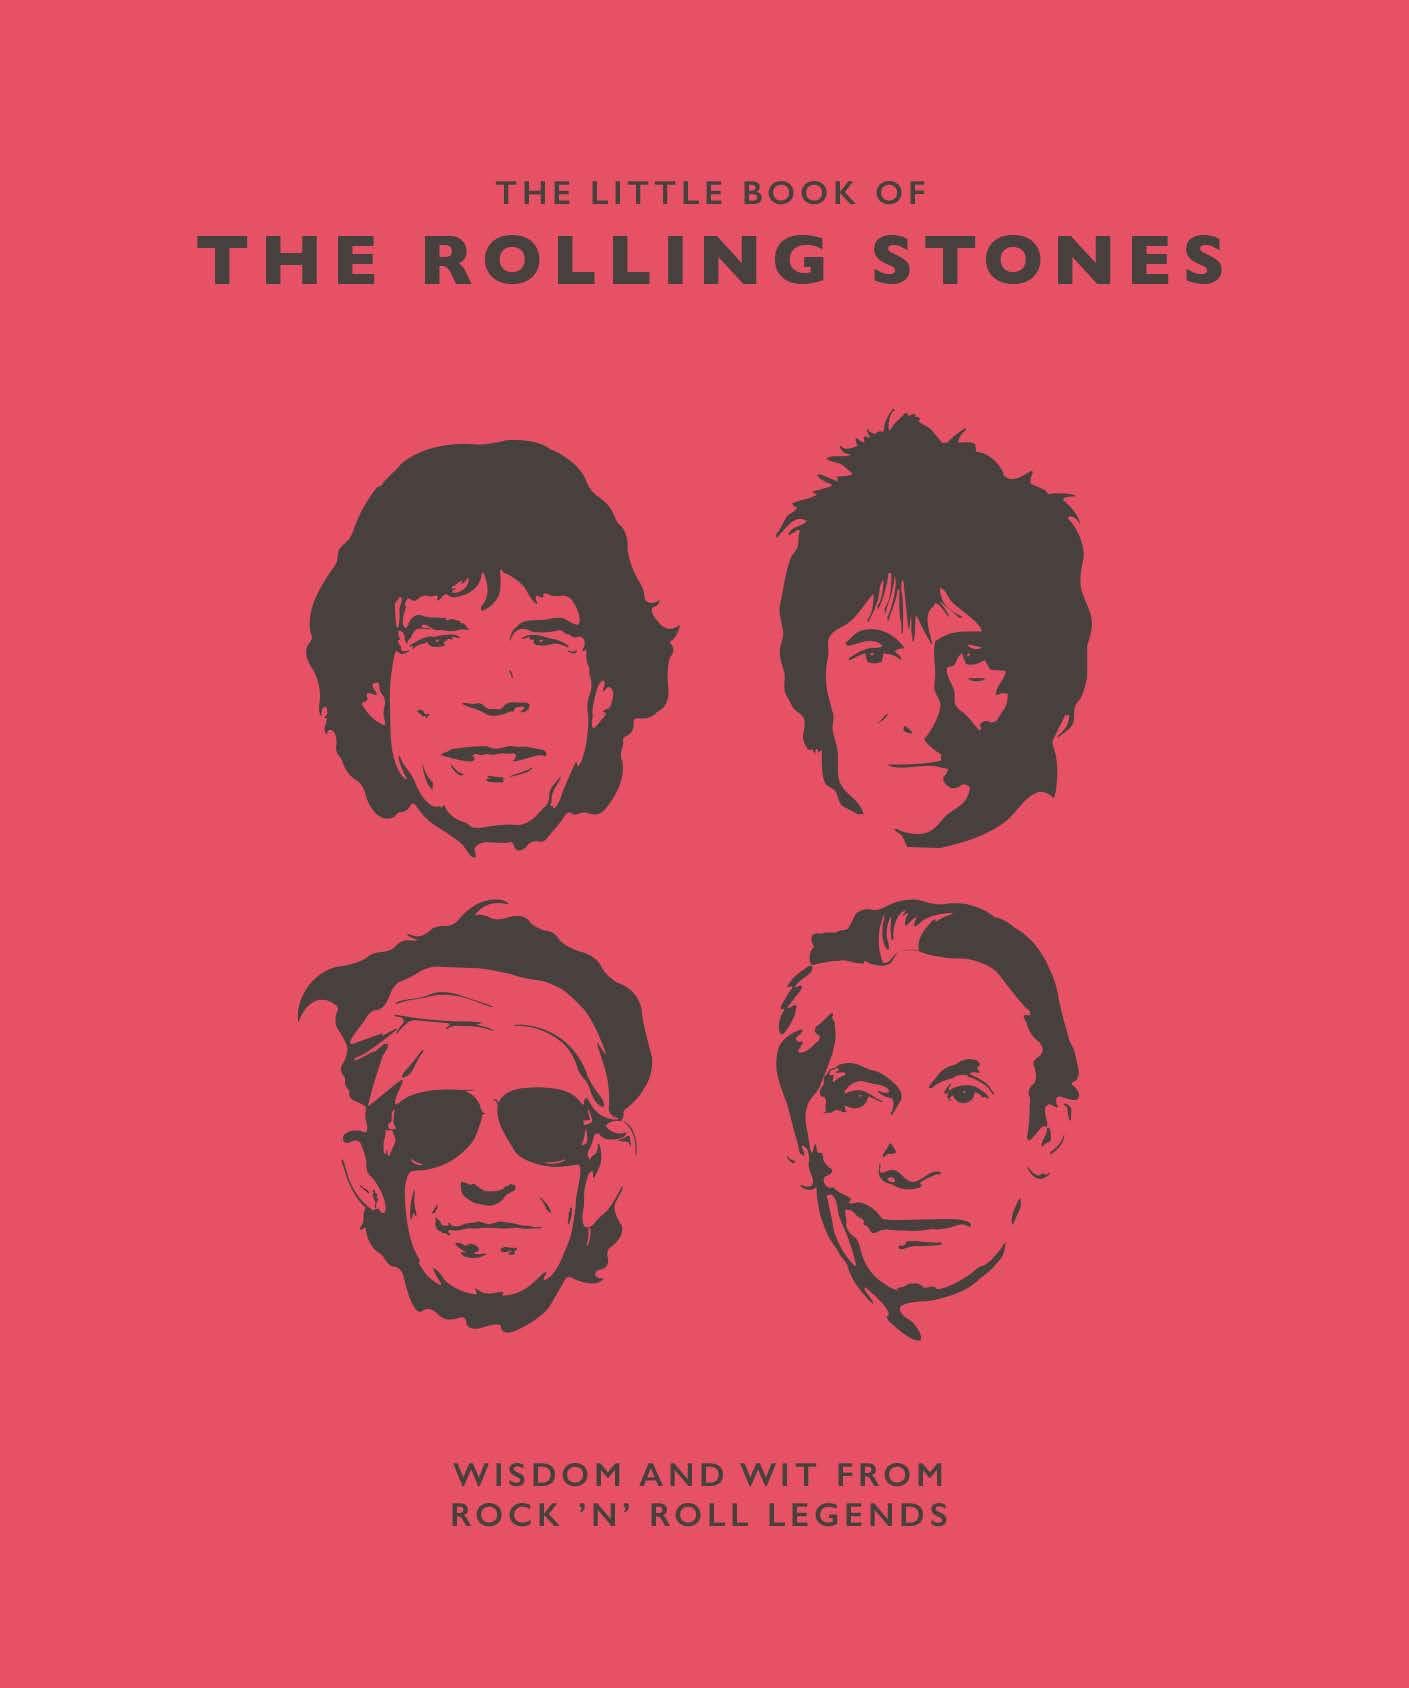 THE LITTLE BOOK OF
THE ROLLING STONES
WISDOM AND WIT FROM
ROCK ’N’ ROLL LEGENDS